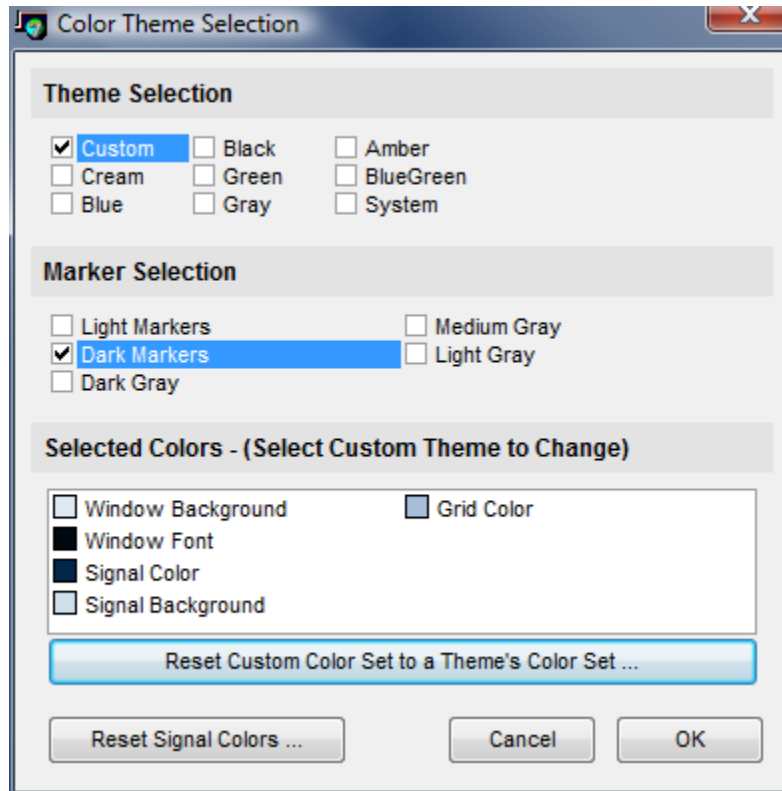 Color Theme Selection
Theme Selection
Custom Black Amber
Cream Green BlueGreen
Blue Gray System
Marker Selection
Light Markers Medium Gray
Dark Markers Light Gray
Dark Gray
Selected Colors - (Select Custom Theme to Change)
Window Background Grid Color
Window Font
Signal Color
Signal Background
Reset Custom Color Set to a Theme's Color Set ...
Reset Signal Colors ... Cancel OK